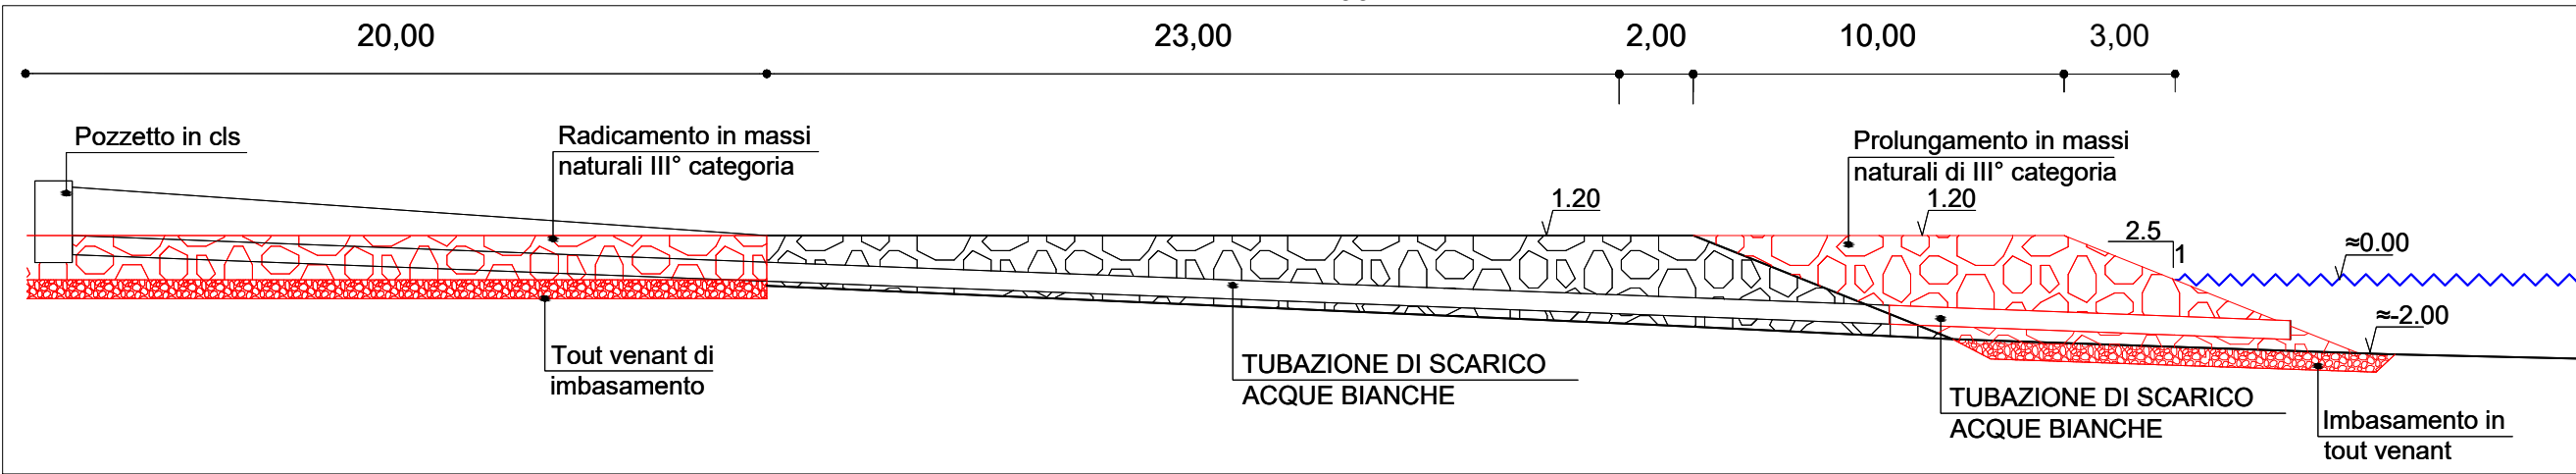 20,00
23,00
2,00
10,00
3,00
Pozzetto in cls
Radicamento in massi
naturali III° categoria
Prolungamento in massi
naturali di III° categoria
1.20
1.20
2.5
1
≈0.00
≈-2.00
Tout venant di
imbasamento
TUBAZIONE DI SCARICO
ACQUE BIANCHE
TUBAZIONE DI SCARICO
ACQUE BIANCHE
Imbasamento in
tout venant